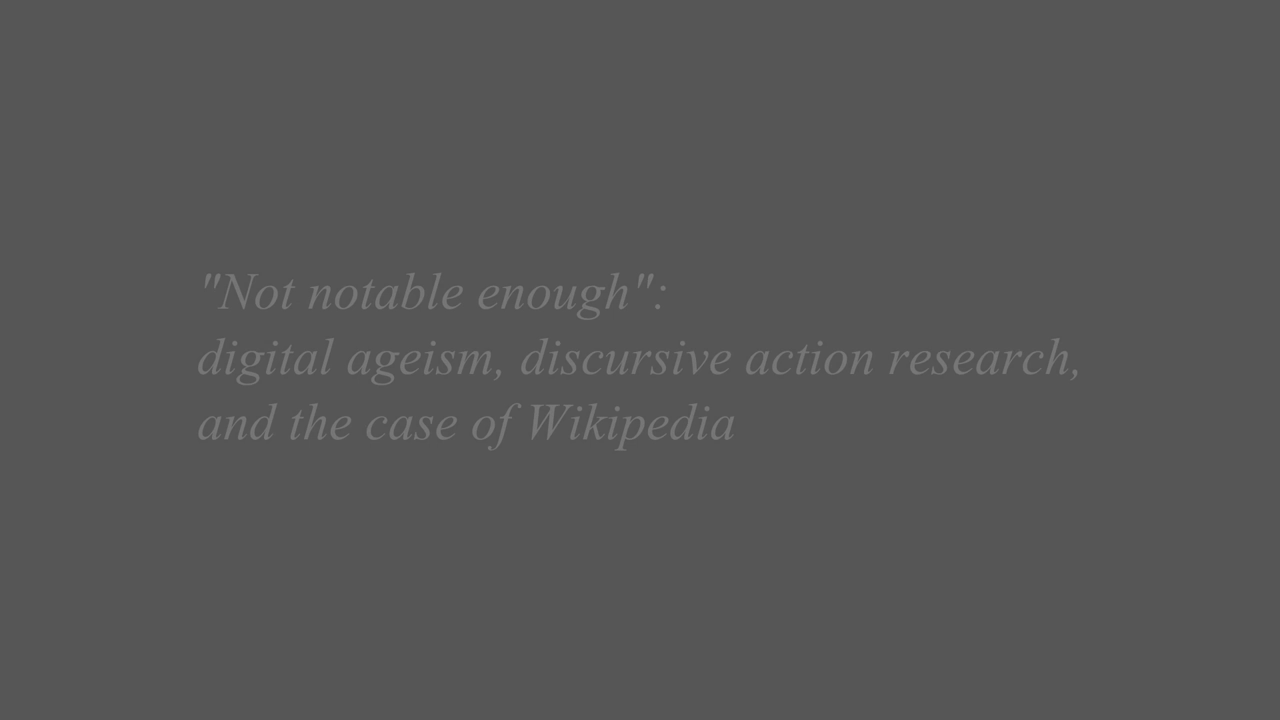 "Not notable enough":
digital ageism, discursive action research,
and the case of Wikipedia